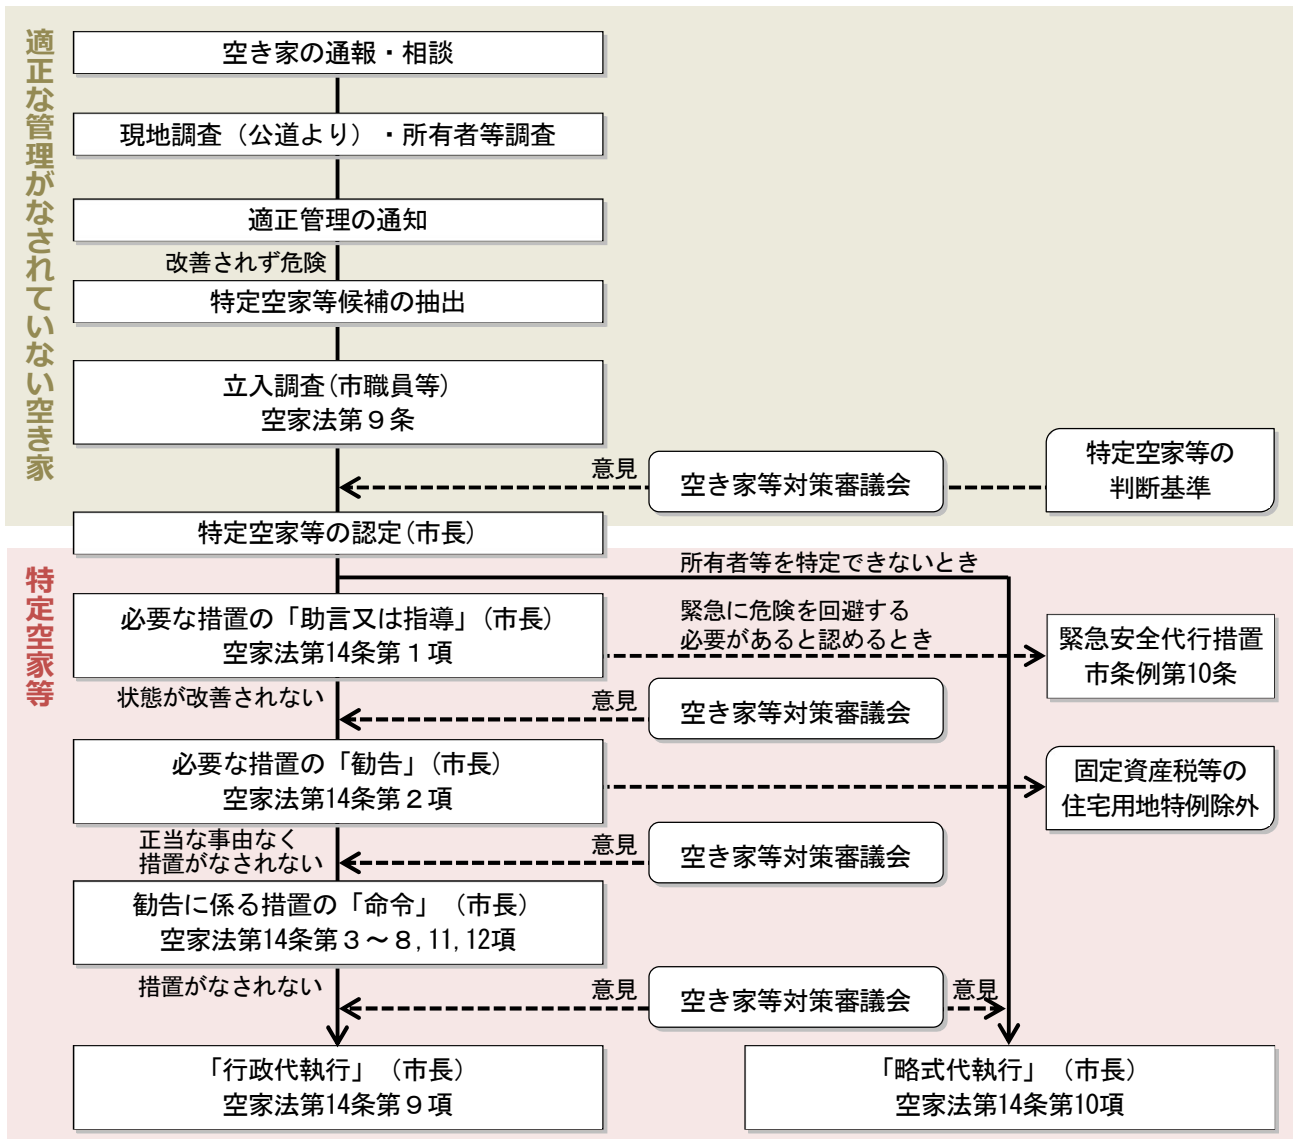 適正な管理がなされていない空き家
空き家の通報・相談
現地調査（公道より）・所有者等調査
適正管理の通知
改善されず危険
特定空家等候補の抽出
立入調査(市職員等)
空家法第９条
意見
空き家等対策審議会
特定空家等の
判断基準
特定空家等の認定(市長)
特定空家等
所有者等を特定できないとき
必要な措置の「助言又は指導」(市長)
空家法第14条第１項
緊急に危険を回避する
必要があると認めるとき
緊急安全代行措置
市条例第10条
状態が改善されない
意見
空き家等対策審議会
必要な措置の「勧告」(市長)
空家法第14条第２項
固定資産税等の
住宅用地特例除外
正当な事由なく
措置がなされない
意見
空き家等対策審議会
勧告に係る措置の「命令」（市長）
空家法第14条第３～８,11,12項
措置がなされない
意見
空き家等対策審議会
意見
「行政代執行」（市長）
空家法第14条第９項
「略式代執行」（市長）
空家法第14条第10項